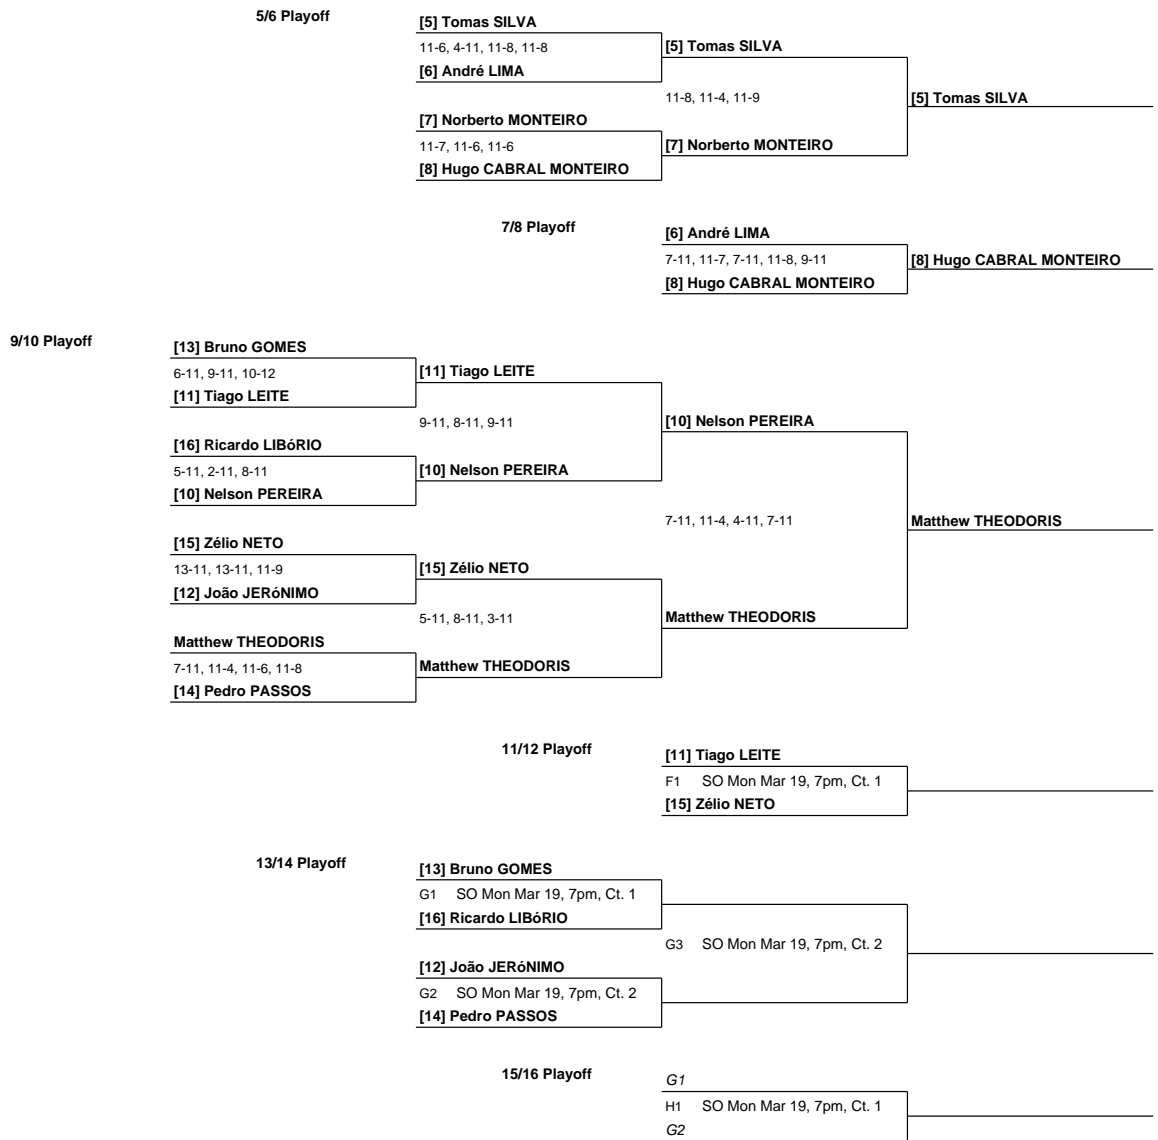 5/6 Playoff
[5] Tomas SILVA
11-6, 4-11, 11-8, 11-8
[5] Tomas SILVA
[6] André LIMA
11-8, 11-4, 11-9
[5] Tomas SILVA
[7] Norberto MONTEIRO
11-7, 11-6, 11-6
[7] Norberto MONTEIRO
[8] Hugo CABRAL MONTEIRO
7/8 Playoff
[6] André LIMA
7-11, 11-7, 7-11, 11-8, 9-11
[8] Hugo CABRAL MONTEIRO
[8] Hugo CABRAL MONTEIRO
9/10 Playoff
[13] Bruno GOMES
6-11, 9-11, 10-12
[11] Tiago LEITE
[11] Tiago LEITE
9-11, 8-11, 9-11
[10] Nelson PEREIRA
[16] Ricardo LIBóRIO
5-11, 2-11, 8-11
[10] Nelson PEREIRA
[10] Nelson PEREIRA
7-11, 11-4, 4-11, 7-11
Matthew THEODORIS
[15] Zélio NETO
13-11, 13-11, 11-9
[15] Zélio NETO
[12] João JERóNIMO
5-11, 8-11, 3-11
Matthew THEODORIS
Matthew THEODORIS
7-11, 11-4, 11-6, 11-8
Matthew THEODORIS
[14] Pedro PASSOS
11/12 Playoff
[11] Tiago LEITE
F1 SO Mon Mar 19, 7pm, Ct. 1
[15] Zélio NETO
13/14 Playoff
[13] Bruno GOMES
G1 SO Mon Mar 19, 7pm, Ct. 1
[16] Ricardo LIBóRIO
G3 SO Mon Mar 19, 7pm, Ct. 2
[12] João JERóNIMO
G2 SO Mon Mar 19, 7pm, Ct. 2
[14] Pedro PASSOS
15/16 Playoff
G1
H1 SO Mon Mar 19, 7pm, Ct. 1
G2